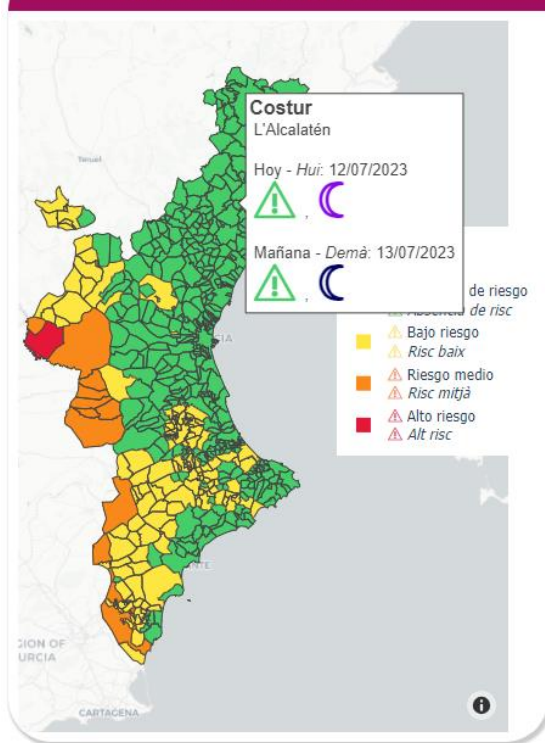 Costur
L'Alcalatén
Hoy - Hui: 12/07/2023
,
Mañana - Demà: 13/07/2023
,
de riesgo
de risc
Bajo riesgo
Risc baix
Riesgo medio
Risc mitjà
Alto riesgo
Alt risc
Teruel
CARTAGENA